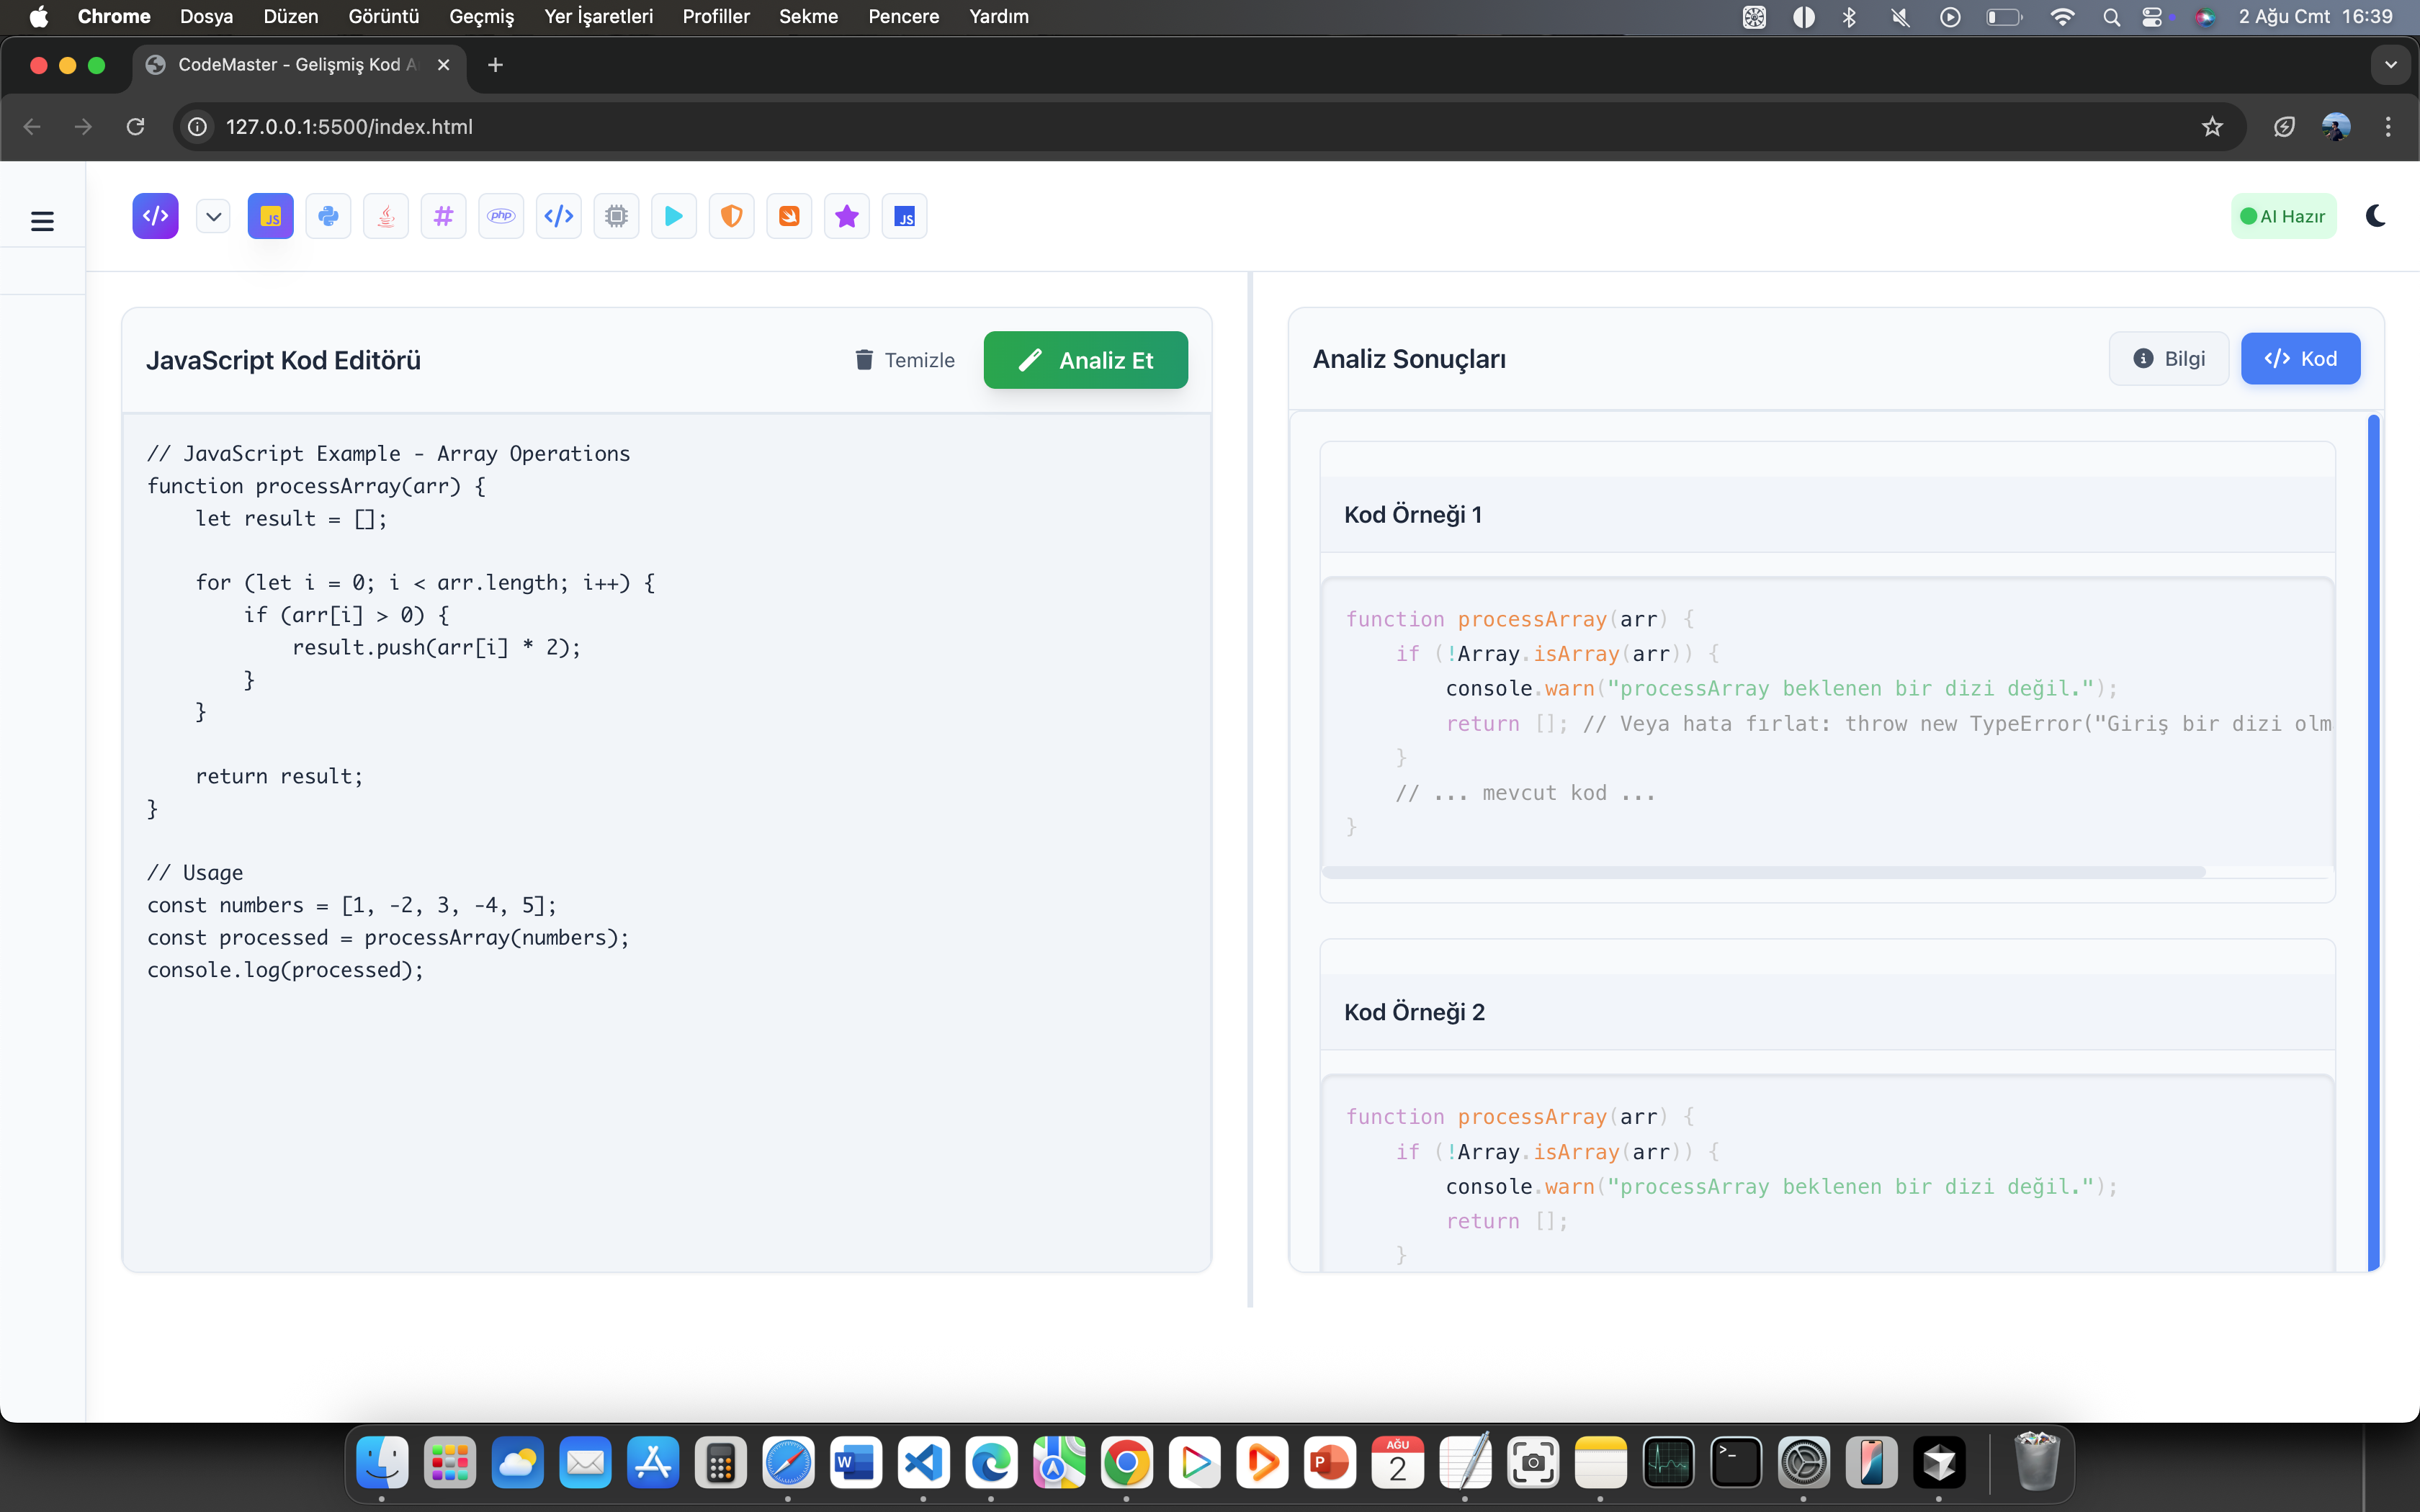 Chrome Dosya Düzen Görüntü Geçmiş Yer İşaretleri Profiller Sekme Pencere Yardım
2 Ağu Cmt 16:39
CodeMaster - Gelişmiş Kod A
127.0.0.1:5500/index.html
JS
php
JS
AI Hazır
JavaScript Kod Editörü
Temizle
Analiz Et
// JavaScript Example - Array Operations
function processArray(arr) {
    let result = [];
    for (let i = 0; i < arr.length; i++) {
        if (arr[i] > 0) {
            result.push(arr[i] * 2);
        }
    }
    return result;
}
// Usage
const numbers = [1, -2, 3, -4, 5];
const processed = processArray(numbers);
console.log(processed);
Analiz Sonuçları
Bilgi
</> Kod
Kod Örneği 1
function processArray(arr) {
    if (!Array.isArray(arr)) {
        console.warn("processArray beklenen bir dizi değil.");
        return []; // Veya hata fırlat: throw new TypeError("Giriş bir dizi olm
    }
    // ... mevcut kod ...
}
Kod Örneği 2
function processArray(arr) {
    if (!Array.isArray(arr)) {
        console.warn("processArray beklenen bir dizi değil.");
        return [];
    }
W
P
AĞU
2